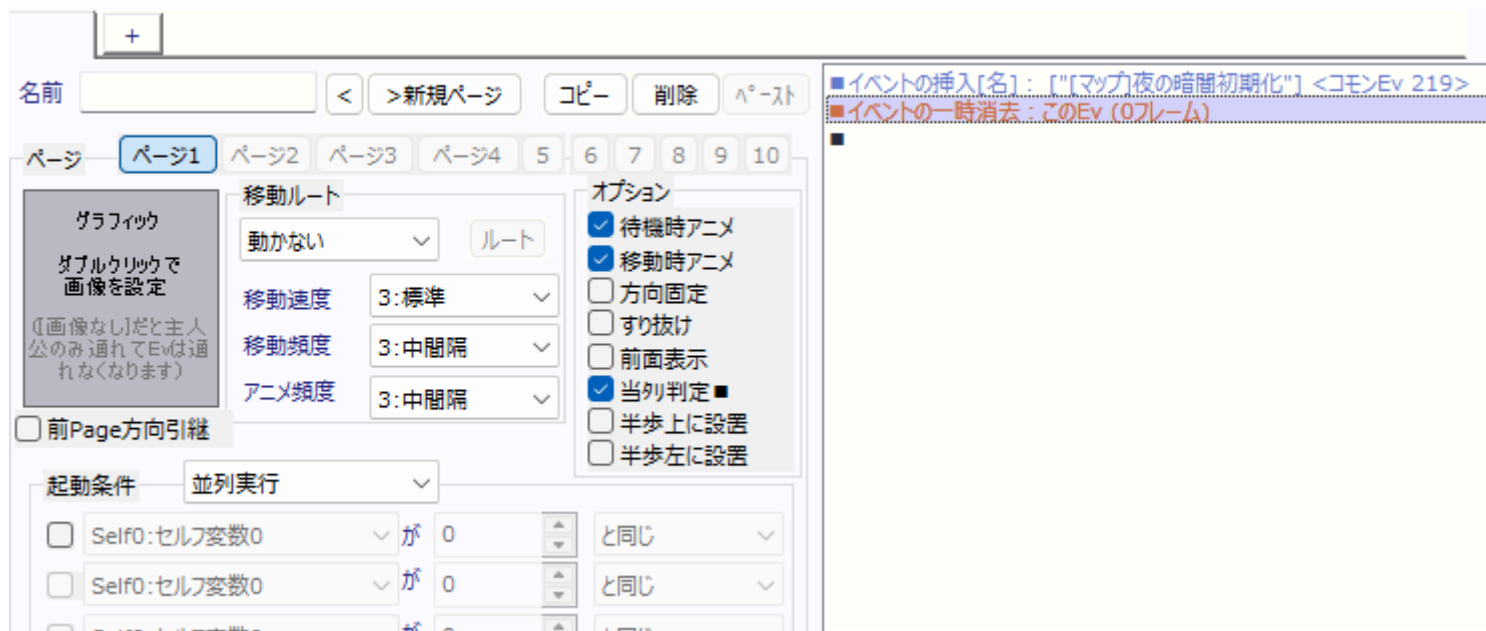 +
名前
<
>新規ページ
コピー
削除
ペースト
ページ
ページ1
ページ2
ページ3
ページ4
5
6
7
8
9
10
グラフィック
ダブルクリックで
画像を設定
([画像なし]だと主人
公のみ通れてEvは通
れなくなります)
前Page方向引継
移動ルート
動かない
ルート
移動速度
3:標準
移動頻度
3:中間隔
アニメ頻度
3:中間隔
オプション
待機時アニメ
移動時アニメ
方向固定
すり抜け
前面表示
当り判定■
半歩上に設置
半歩左に設置
起動条件
並列実行
Self0:セルフ変数0 が 0 と同じ
Self0:セルフ変数0 が 0 と同じ
■イベントの挿入[名]: ["[マップ]夜の暗闇初期化"] <コモンEv 219>
■イベントの一時消去:このEv (0フレーム)
■